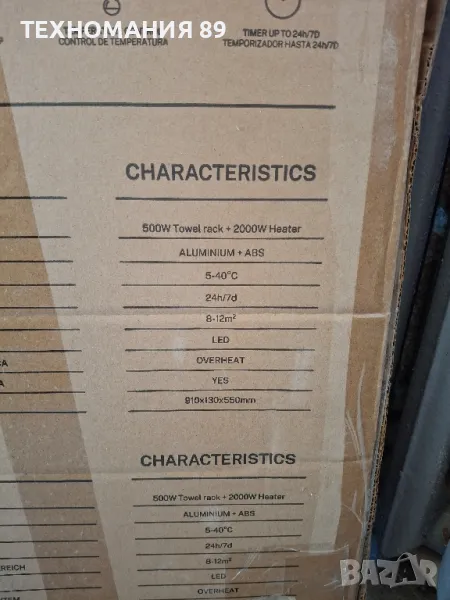 ТЕХНОМАНИЯ 89
CONTROL DE TEMPERATURA
TIMER UP TO 24h/7D
TEMPORIZADOR HASTA 24h/7D
CHARACTERISTICS
500W Towel rack + 2000W Heater
ALUMINIUM + ABS
5-40°C
24h/7d
8-12m²
LED
OVERHEAT
YES
910x130x550mm
CHARACTERISTICS
500W Towel rack + 2000W Heater
ALUMINIUM + ABS
5-40°C
24h/7d
8-12m²
REICH
LED
OVERHEAT
BAZAR